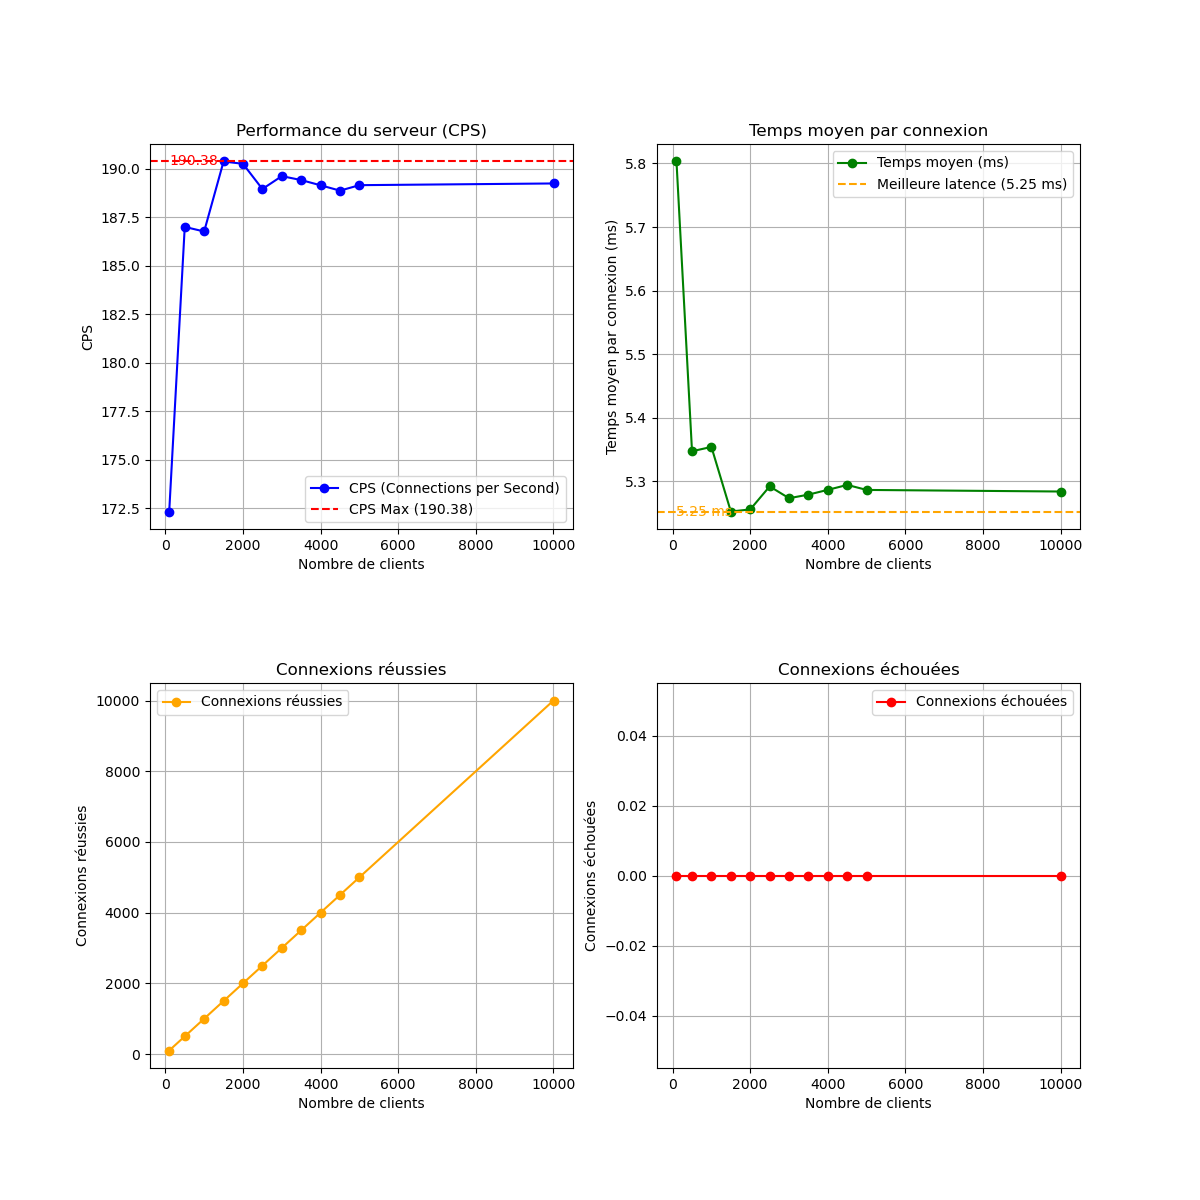 Performance du serveur (CPS)
CPS
190.0
187.5
185.0
182.5
180.0
177.5
175.0
172.5
190.38
CPS (Connections per Second)
CPS Max (190.38)
0 2000 4000 6000 8000 10000
Nombre de clients
Temps moyen par connexion
Temps moyen par connexion (ms)
5.8
5.7
5.6
5.5
5.4
5.3
Temps moyen (ms)
Meilleure latence (5.25 ms)
5.25 ms
0 2000 4000 6000 8000 10000
Nombre de clients
Connexions réussies
Connexions réussies
10000
8000
6000
4000
2000
0
Connexions réussies
0 2000 4000 6000 8000 10000
Nombre de clients
Connexions échouées
Connexions échouées
0.04
0.02
0.00
−0.02
−0.04
Connexions échouées
0 2000 4000 6000 8000 10000
Nombre de clients